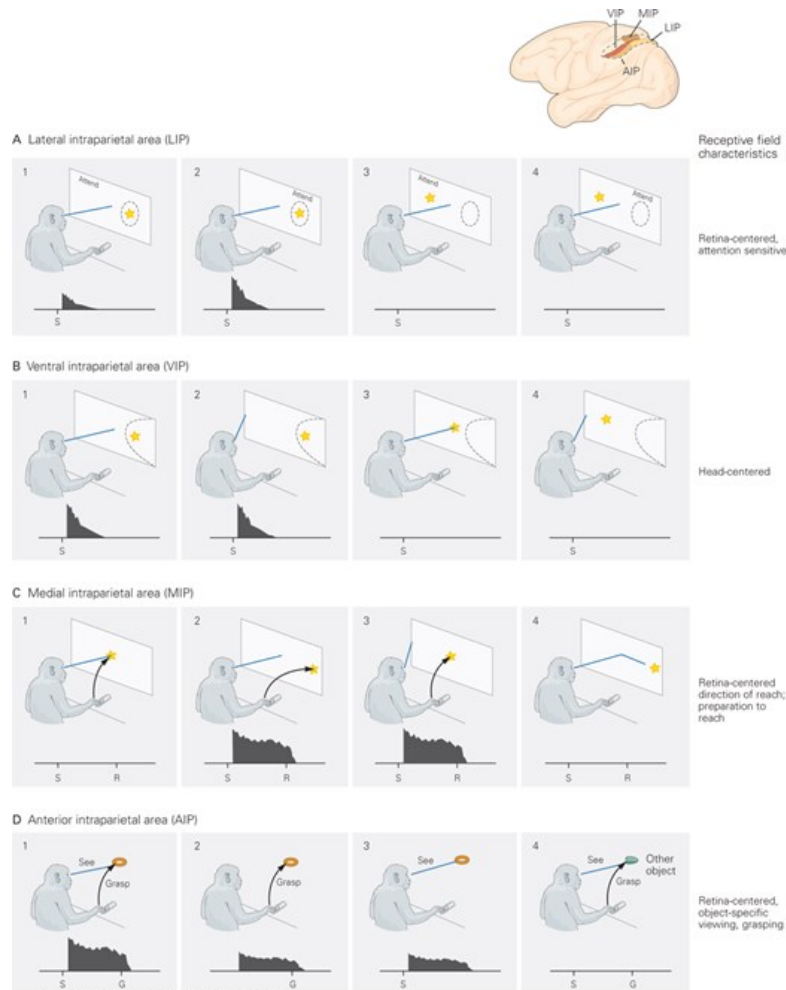 VIP MIP
LIP
AIP
A Lateral intraparietal area (LIP)
Receptive field
characteristics
1 2 3 4
Attend Attend Attend Attend
Retina-centered,
attention sensitive
S S S S
B Ventral intraparietal area (VIP)
1 2 3 4
Head-centered
S S S S
C Medial intraparietal area (MIP)
1 2 3 4
Retina-centered
direction of reach;
preparation to
reach
S R S R S R S R
D Anterior intraparietal area (AIP)
1 2 3 4
See See See Other
object
Grasp Grasp Grasp
Retina-centered,
object-specific
viewing, grasping
S G G S S G